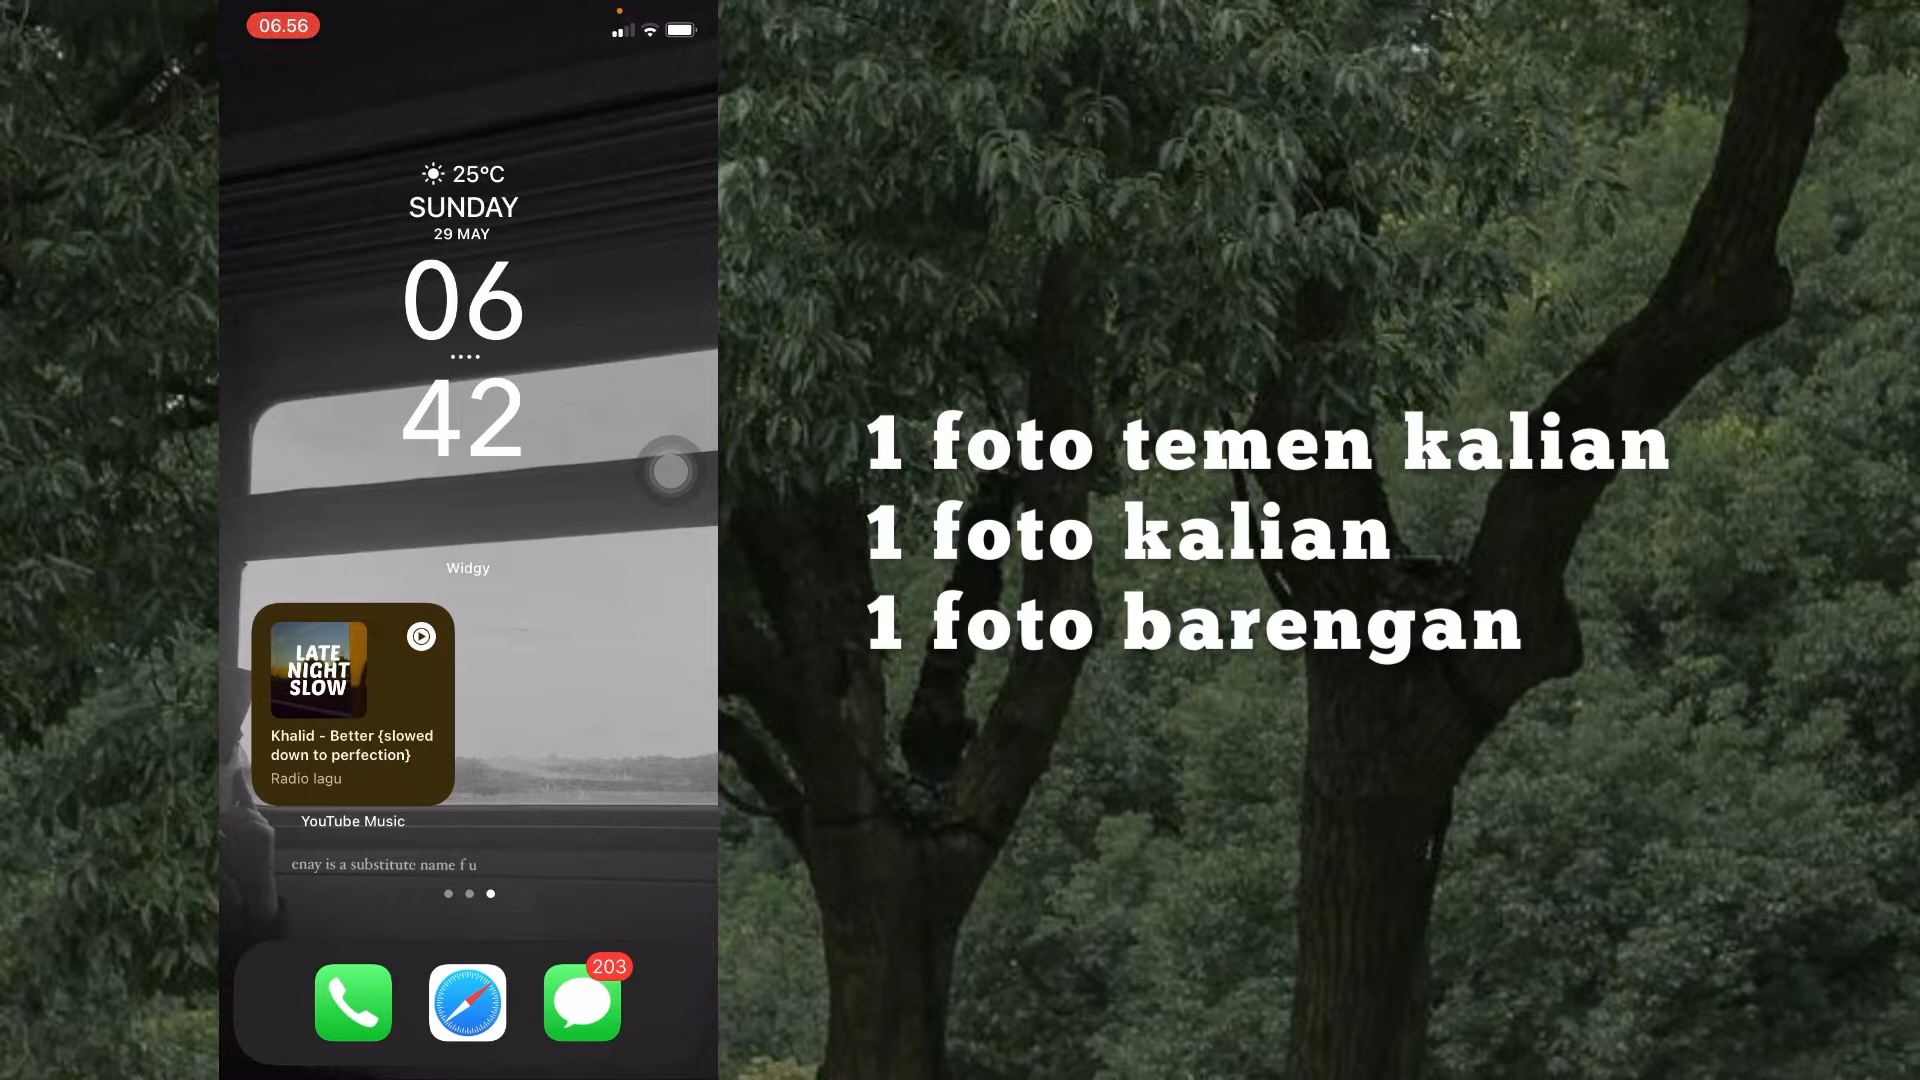 06.56
25°C
SUNDAY
29 MAY
06
42
Widgy
LATE
NIGHT
SLOW
Khalid - Better {slowed
down to perfection}
Radio lagu
YouTube Music
enay is a substitute name f u
203
1 foto temen kalian
1 foto kalian
1 foto barengan